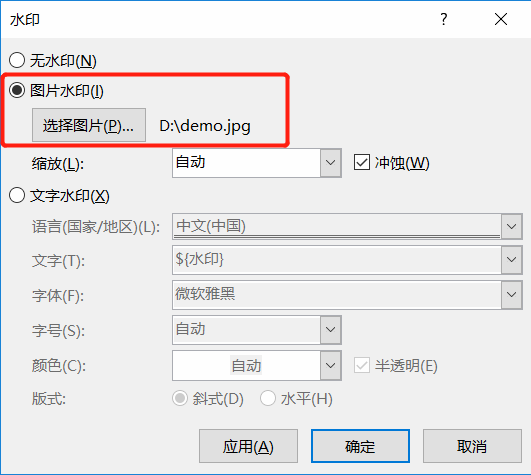 水印 ?
无水印(N)
图片水印(I)
选择图片(P)... D:\demo.jpg
缩放(L): 自动 冲蚀(W)
文字水印(X)
语言(国家/地区)(L): 中文(中国)
文字(T): ${水印}
字体(F): 微软雅黑
字号(S): 自动
颜色(C): 自动 半透明(E)
版式: 斜式(D) 水平(H)
应用(A) 确定 取消